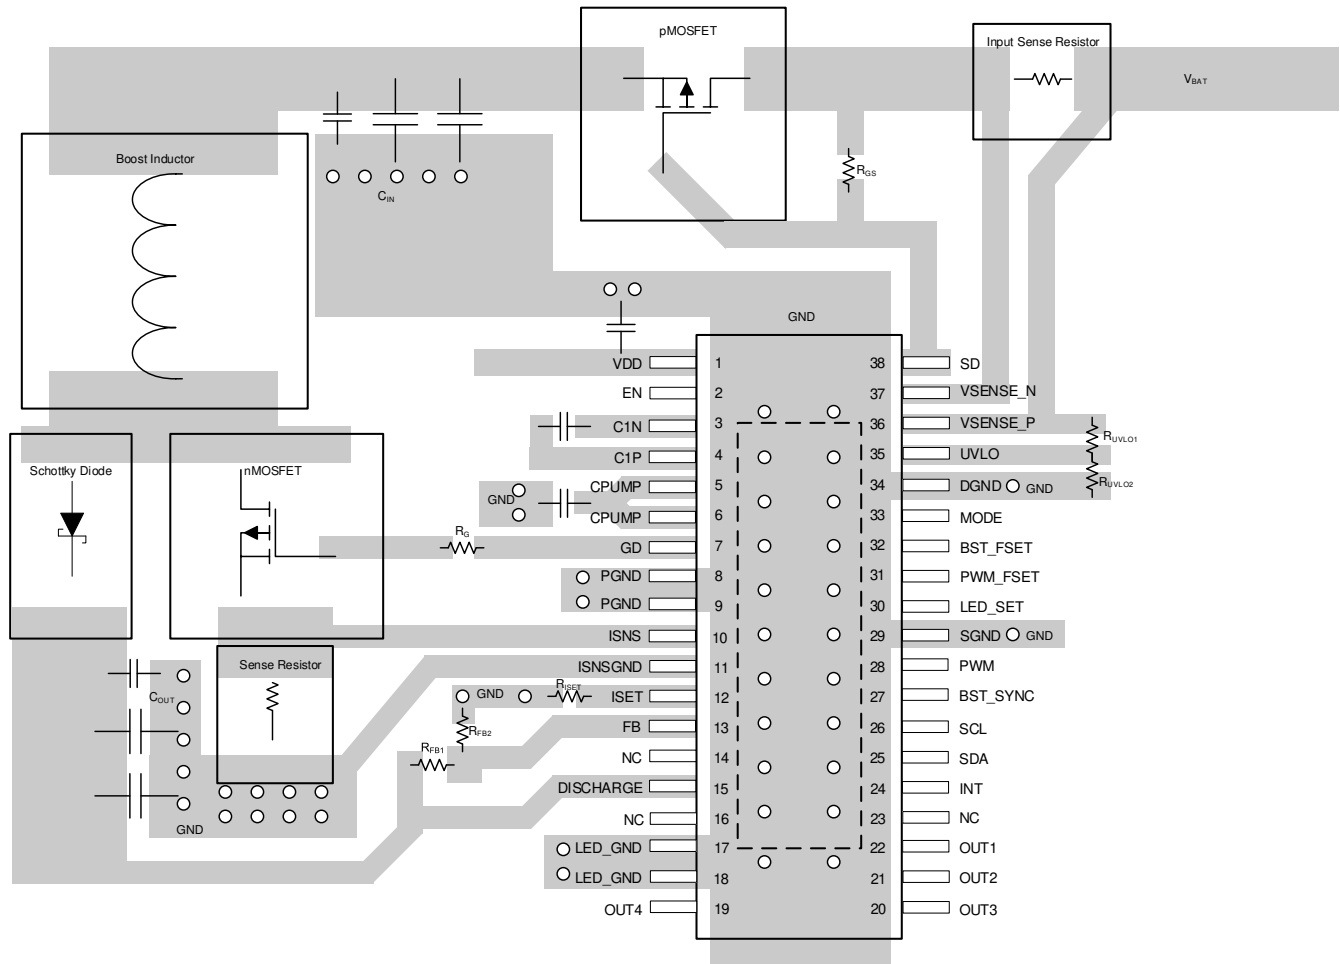 pMOSFET
Input Sense Resistor
VBAT
Boost Inductor
RGS
CIN
GND
VDD 1
38 SD
EN 2
37 VSENSE_N
C1N 3
36 VSENSE_P
RUVLO1
C1P 4
35 UVLO
Schottky Diode
nMOSFET
CPUMP 5
34 DGND GND
RUVLO2
GND
CPUMP 6
33 MODE
RG
GD 7
32 BST_FSET
PGND 8
31 PWM_FSET
PGND 9
30 LED_SET
ISNS 10
29 SGND GND
Sense Resistor
ISNSGND 11
28 PWM
COUT
GND
RISET
ISET 12
27 BST_SYNC
RFB2
FB 13
26 SCL
RFB1
NC 14
25 SDA
DISCHARGE 15
24 INT
NC 16
23 NC
GND
LED_GND 17
22 OUT1
LED_GND 18
21 OUT2
OUT4 19
20 OUT3